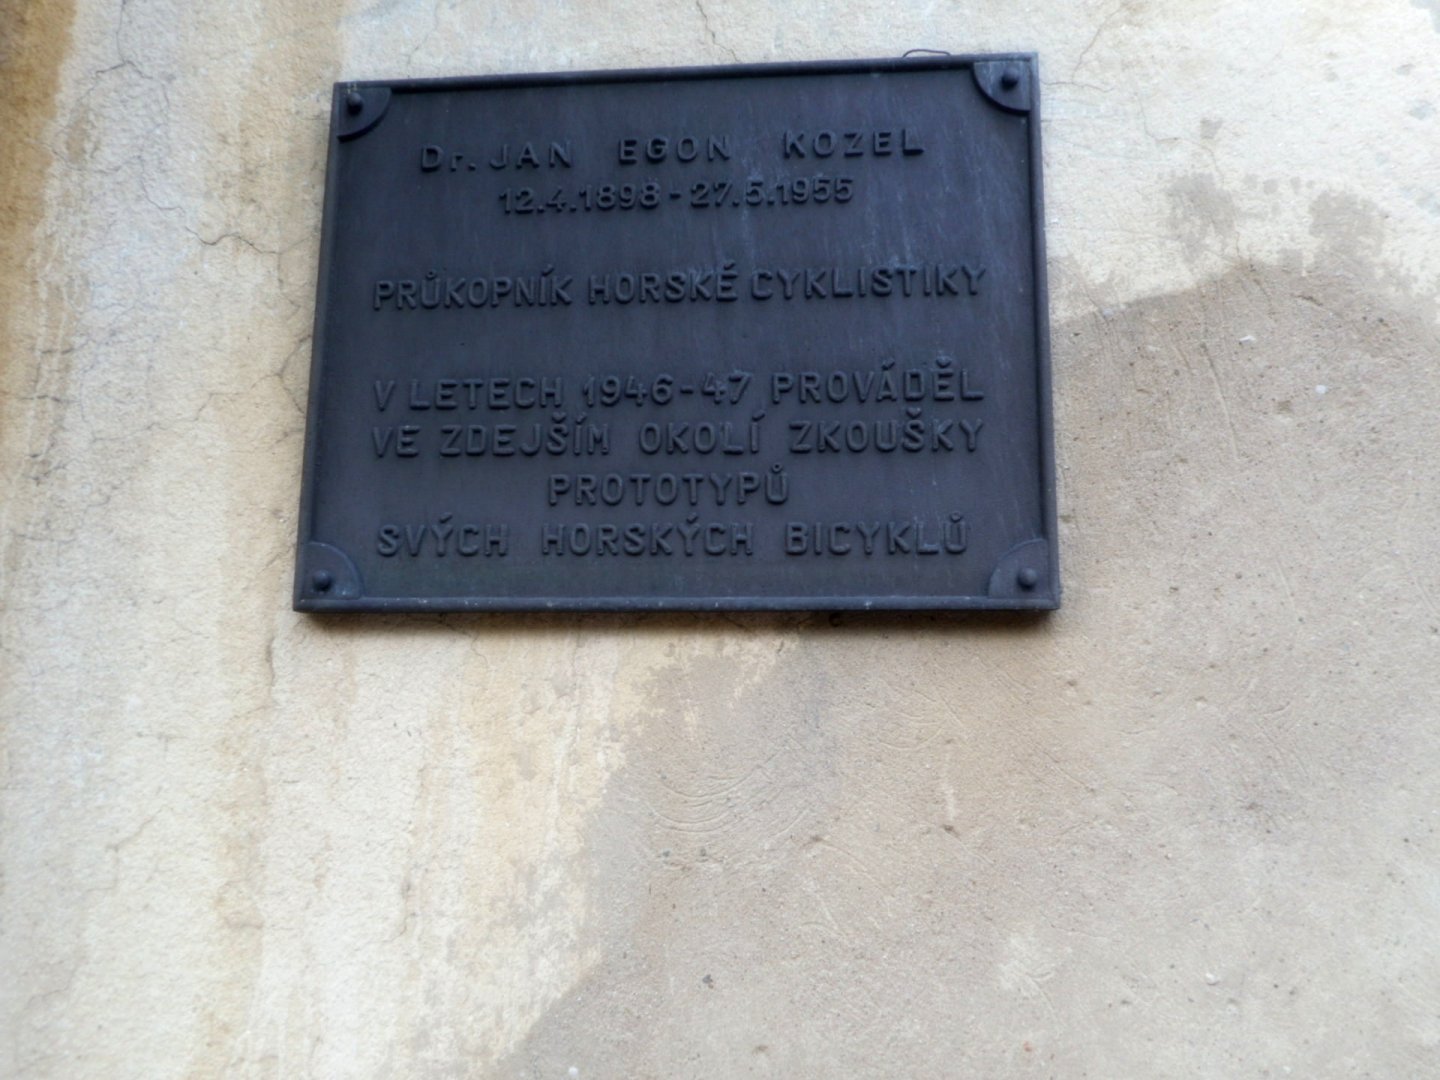 Dr. JAN EGON KOZEL
12.4.1898 - 27.5.1955
PRŮKOPNÍK HORSKÉ CYKLISTIKY
V LETECH 1946-47 PROVÁDĚL
VE ZDEJŠÍM OKOLÍ ZKOUŠKY
PROTOTYPŮ
SVÝCH HORSKÝCH BICYKLŮ